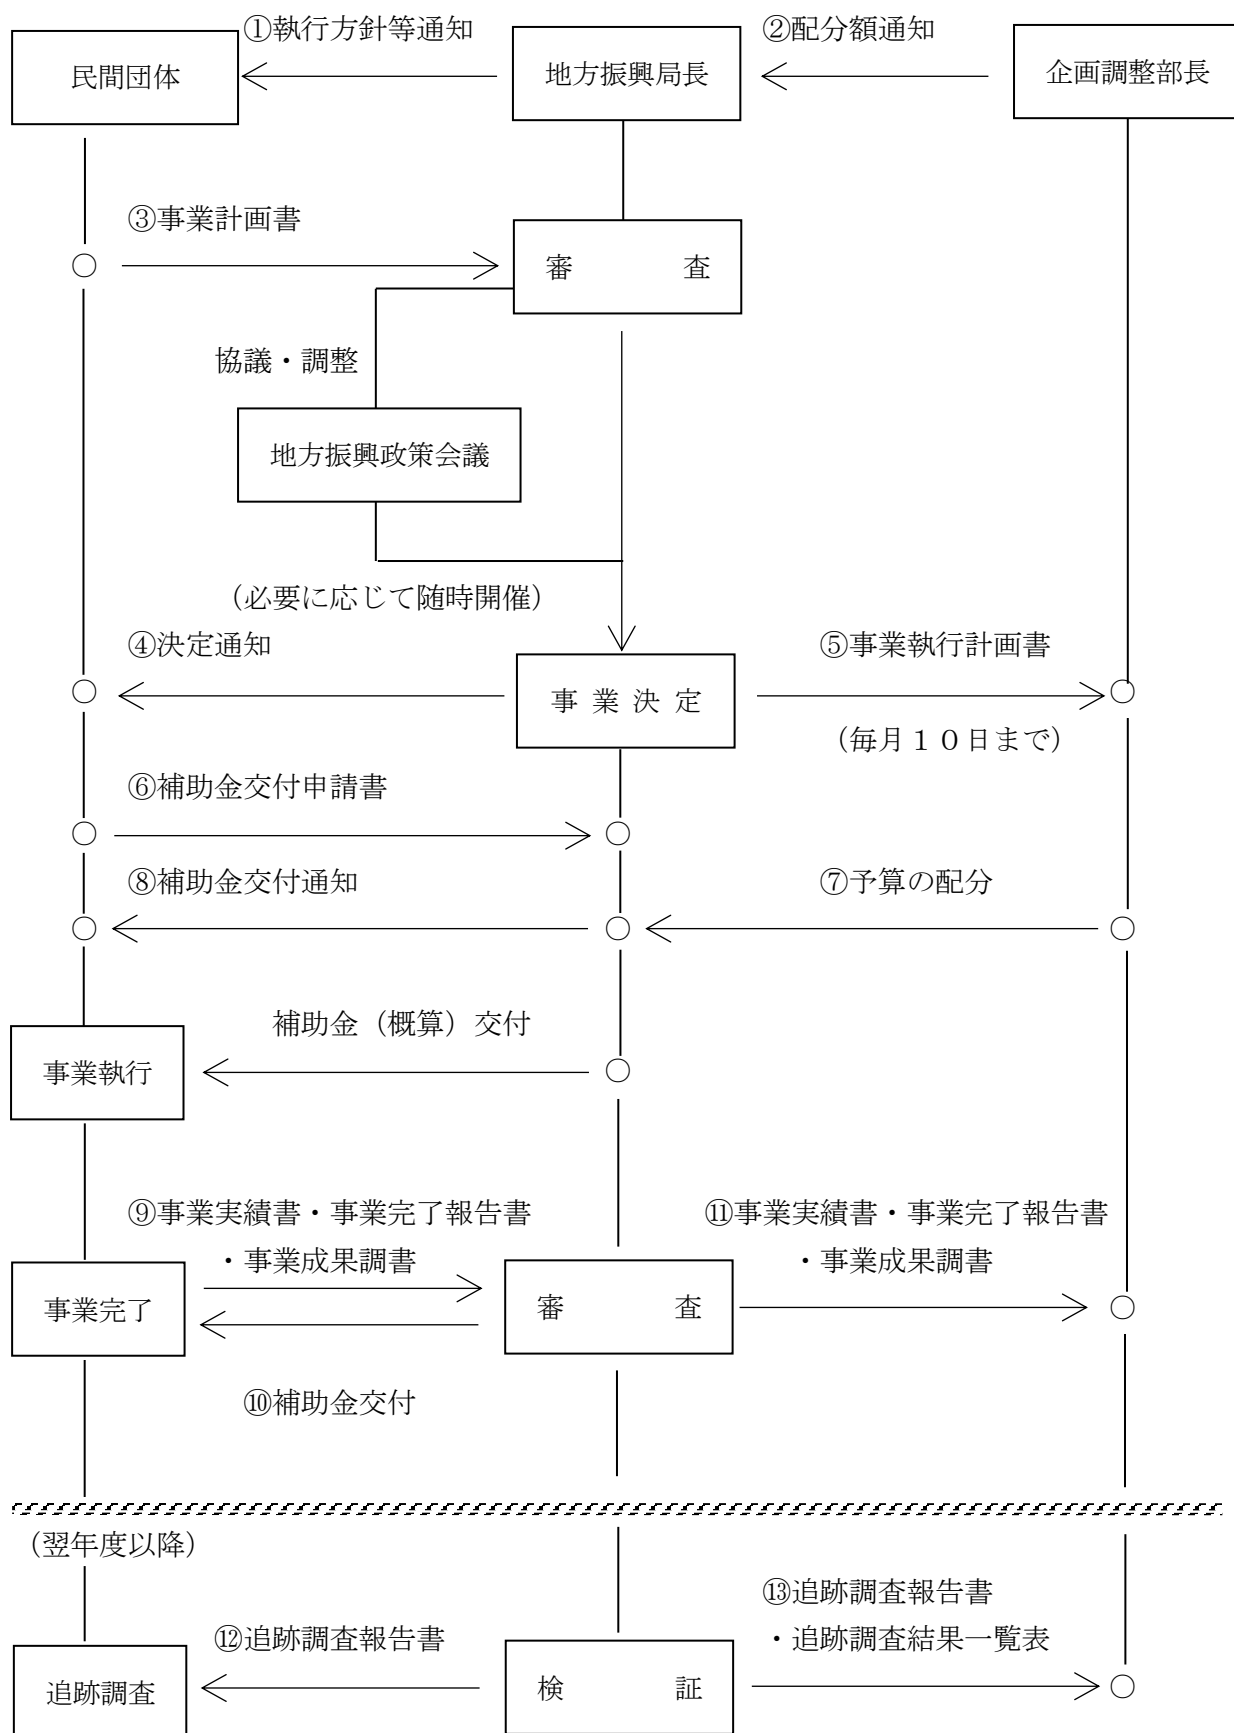 ①執行方針等通知
②配分額通知
民間団体
地方振興局長
企画調整部長
③事業計画書
審　　　査
協議・調整
地方振興政策会議
（必要に応じて随時開催）
④決定通知
⑤事業執行計画書
事 業 決 定
（毎月１０日まで）
⑥補助金交付申請書
⑧補助金交付通知
⑦予算の配分
補助金（概算）交付
事業執行
⑨事業実績書・事業完了報告書
・事業成果調書
⑪事業実績書・事業完了報告書
・事業成果調書
事業完了
審　　　査
⑩補助金交付
（翌年度以降）
⑬追跡調査報告書
・追跡調査結果一覧表
⑫追跡調査報告書
追跡調査
検　　　証